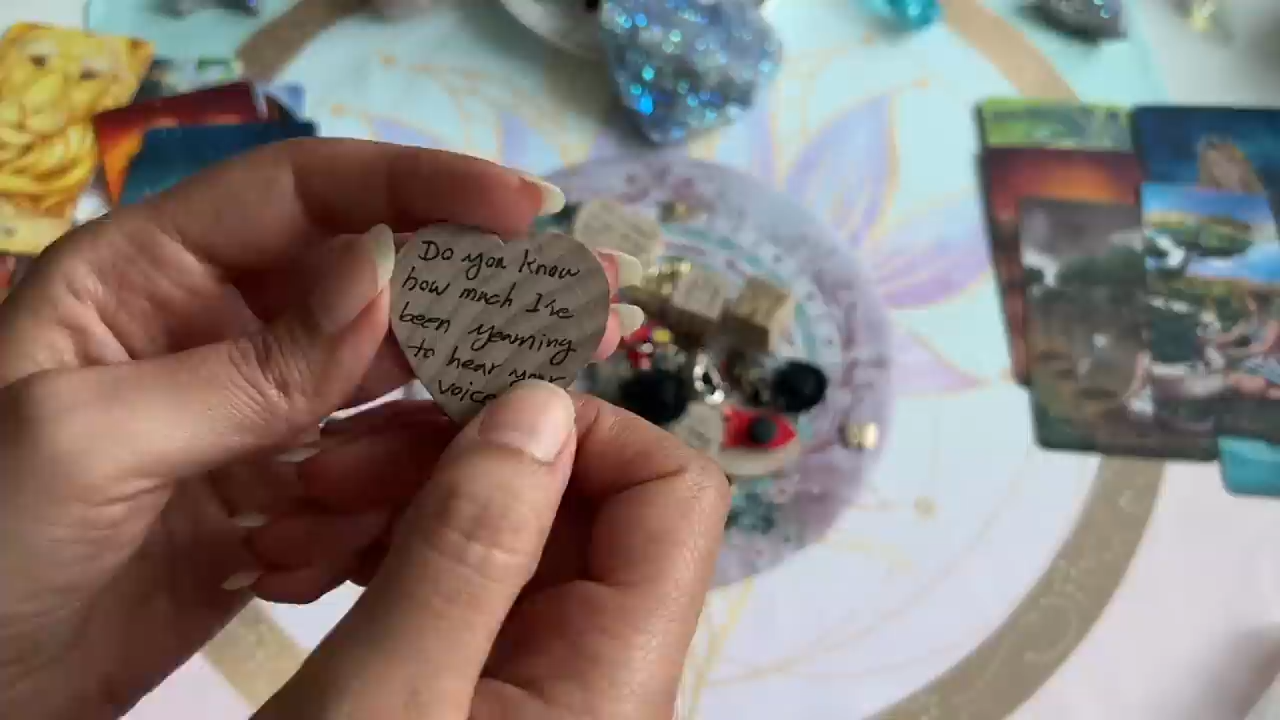 Do you know
how much I've
been yearning
to hear your
voice